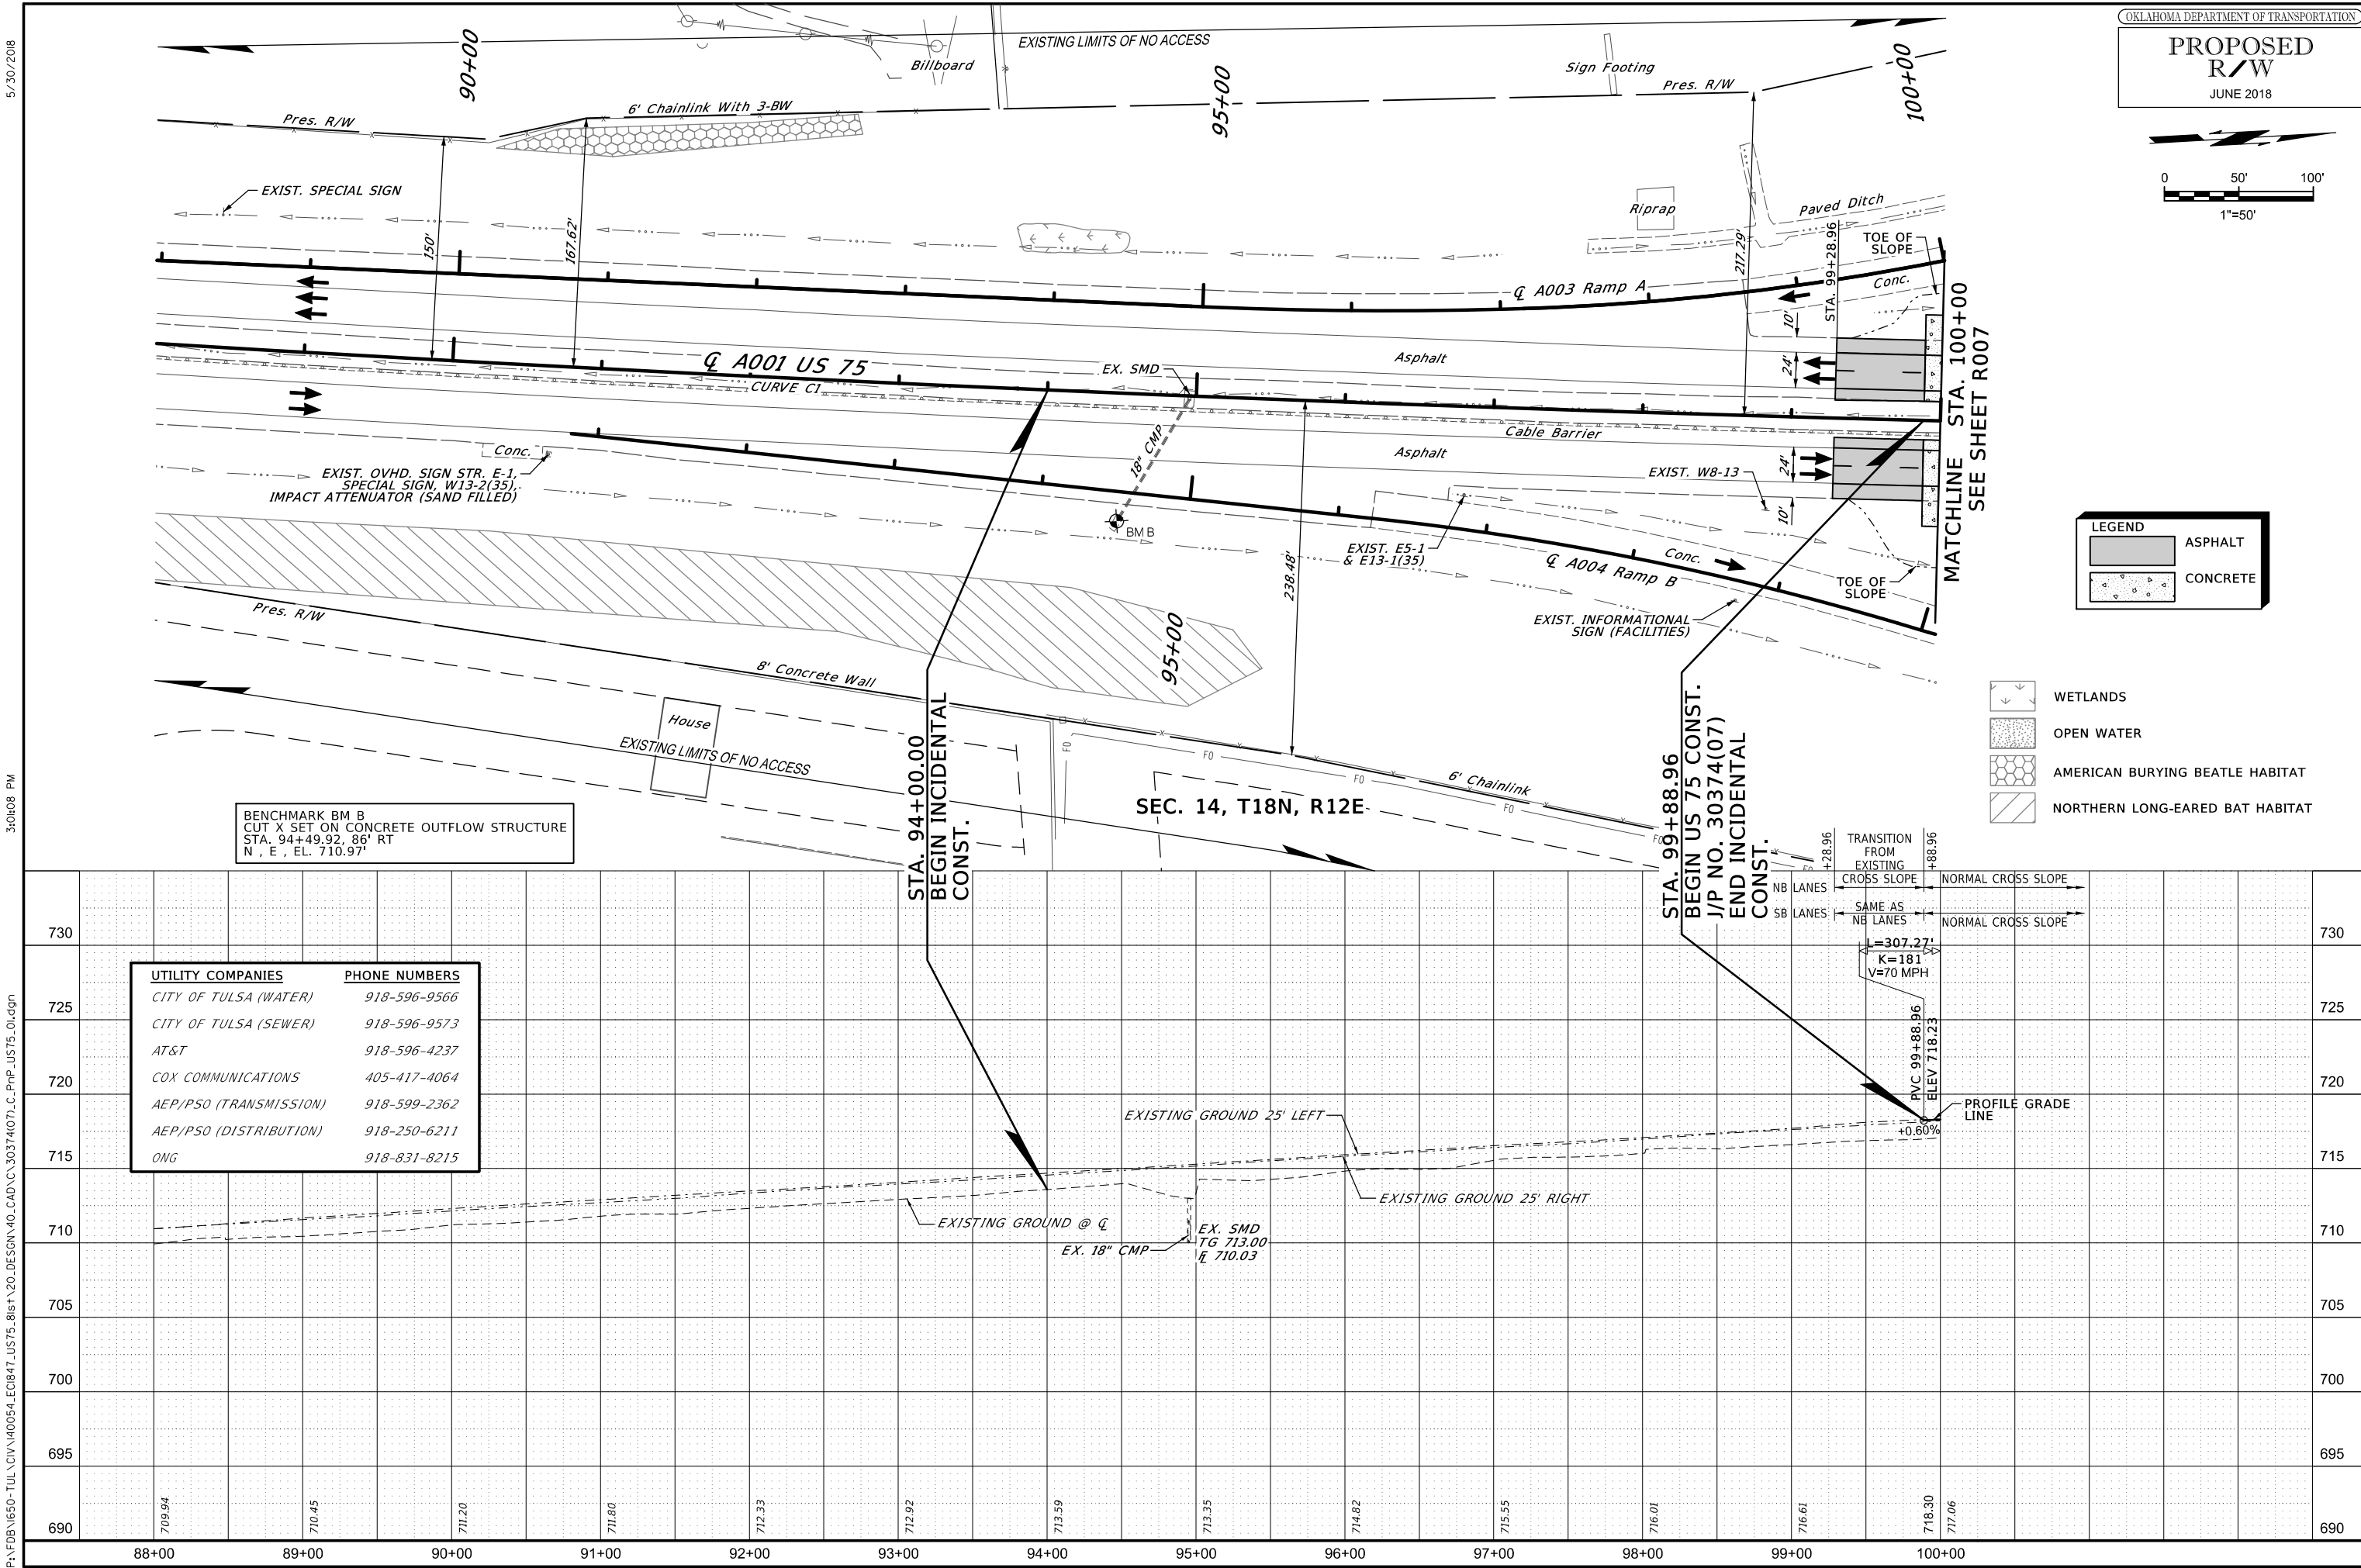 5/30/2018
3:01:08 PM
OKLAHOMA DEPARTMENT OF TRANSPORTATION
PROPOSED
R/W
JUNE 2018
0 50' 100'
1"=50'
90+00
95+00
100+00
EXISTING LIMITS OF NO ACCESS
Billboard
Sign Footing
Pres. R/W
6' Chainlink With 3-BW
Pres. R/W
EXIST. SPECIAL SIGN
150'
167.62'
217.29'
Riprap
Paved Ditch
STA. 99+28.96
TOE OF
SLOPE
Conc.
℄ A003 Ramp A
10'
24'
Asphalt
℄ A001 US 75
CURVE C1
EX. SMD
MATCHLINE STA. 100+00
SEE SHEET R007
Cable Barrier
Asphalt
18" CMP
Conc.
EXIST. OVHD. SIGN STR. E-1,
SPECIAL SIGN, W13-2(35),
IMPACT ATTENUATOR (SAND FILLED)
EXIST. W8-13
24'
10'
BM B
EXIST. E5-1
& E13-1(35)
℄ A004 Ramp B
Conc.
TOE OF
SLOPE
238.48'
EXIST. INFORMATIONAL
SIGN (FACILITIES)
LEGEND
ASPHALT
CONCRETE
WETLANDS
OPEN WATER
AMERICAN BURYING BEATLE HABITAT
NORTHERN LONG-EARED BAT HABITAT
Pres. R/W
8' Concrete Wall
95+00
House
EXISTING LIMITS OF NO ACCESS
FO
FO
FO
FO
FO
FO
6' Chainlink
SEC. 14, T18N, R12E
BENCHMARK BM B
CUT X SET ON CONCRETE OUTFLOW STRUCTURE
STA. 94+49.92, 86' RT
N , E , EL. 710.97'
STA. 94+00.00
BEGIN INCIDENTAL
CONST.
STA. 99+88.96
BEGIN US 75 CONST.
J/P NO. 30374(07)
END INCIDENTAL
CONST.
+28.96
TRANSITION
FROM
EXISTING
CROSS SLOPE
+88.96
NB LANES
NORMAL CROSS SLOPE
SB LANES
SAME AS
NB LANES
NORMAL CROSS SLOPE
L=307.27'
K=181
V=70 MPH
PVC 99+88.96
ELEV 718.23
PROFILE GRADE
LINE
+0.60%
UTILITY COMPANIES PHONE NUMBERS
CITY OF TULSA (WATER) 918-596-9566
CITY OF TULSA (SEWER) 918-596-9573
AT&T 918-596-4237
COX COMMUNICATIONS 405-417-4064
AEP/PSO (TRANSMISSION) 918-599-2362
AEP/PSO (DISTRIBUTION) 918-250-6211
ONG 918-831-8215
EXISTING GROUND 25' LEFT
EXISTING GROUND 25' RIGHT
EXISTING GROUND @ ℄
EX. 18" CMP
EX. SMD
TG 713.00
FL 710.03
730 730
725 725
720 720
715 715
710 710
705 705
700 700
695 695
690 690
709.94 710.45 711.20 711.80 712.33 712.92 713.59 713.35 714.82 715.55 716.01 716.61 718.30 717.06
88+00 89+00 90+00 91+00 92+00 93+00 94+00 95+00 96+00 97+00 98+00 99+00 100+00